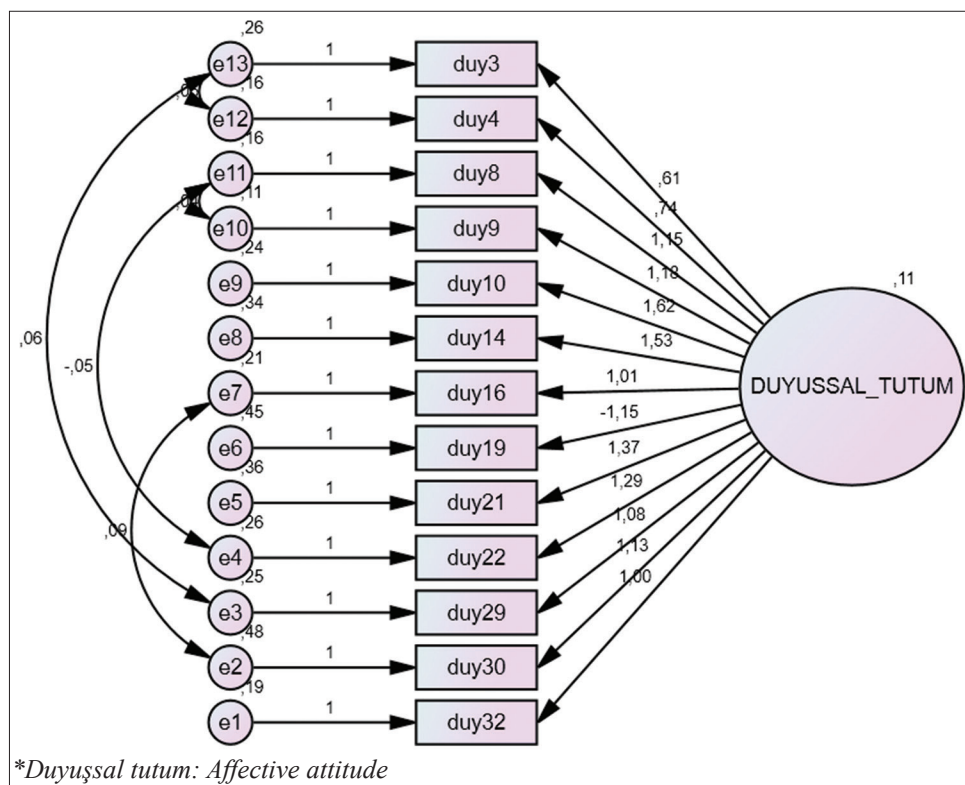 ,26
e13 1 duy3
,16
e12 1 duy4
,16
e11 1 duy8
,11
e10 1 duy9
,24
e9 1 duy10
,34
e8 1 duy14
,21
e7 1 duy16
,45
e6 1 duy19
,36
e5 1 duy21
,26
e4 1 duy22
,25
e3 1 duy29
,48
e2 1 duy30
,19
e1 1 duy32
,06
-,05
,09
,61
,74
1,15
1,18
1,62
1,53
1,01
-1,15
1,37
1,29
1,08
1,13
1,00
,11
DUYUSSAL_TUTUM
*Duyuşsal tutum: Affective attitude